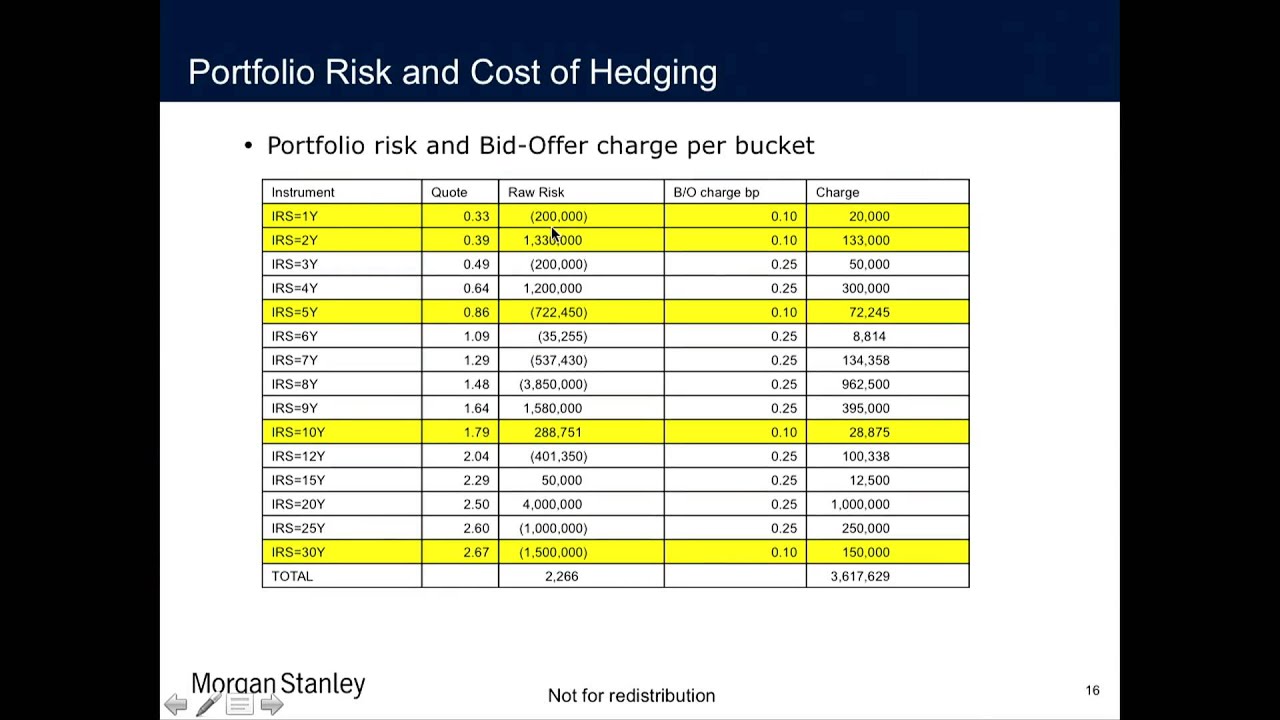 Portfolio Risk and Cost of Hedging
• Portfolio risk and Bid-Offer charge per bucket
Instrument Quote Raw Risk B/O charge bp Charge
IRS=1Y 0.33 (200,000) 0.10 20,000
IRS=2Y 0.39 1,330,000 0.10 133,000
IRS=3Y 0.49 (200,000) 0.25 50,000
IRS=4Y 0.64 1,200,000 0.25 300,000
IRS=5Y 0.86 (722,450) 0.10 72,245
IRS=6Y 1.09 (35,255) 0.25 8,814
IRS=7Y 1.29 (537,430) 0.25 134,358
IRS=8Y 1.48 (3,850,000) 0.25 962,500
IRS=9Y 1.64 1,580,000 0.25 395,000
IRS=10Y 1.79 288,751 0.10 28,875
IRS=12Y 2.04 (401,350) 0.25 100,338
IRS=15Y 2.29 50,000 0.25 12,500
IRS=20Y 2.50 4,000,000 0.25 1,000,000
IRS=25Y 2.60 (1,000,000) 0.25 250,000
IRS=30Y 2.67 (1,500,000) 0.10 150,000
TOTAL 2,266 3,617,629
Morgan Stanley
Not for redistribution
16